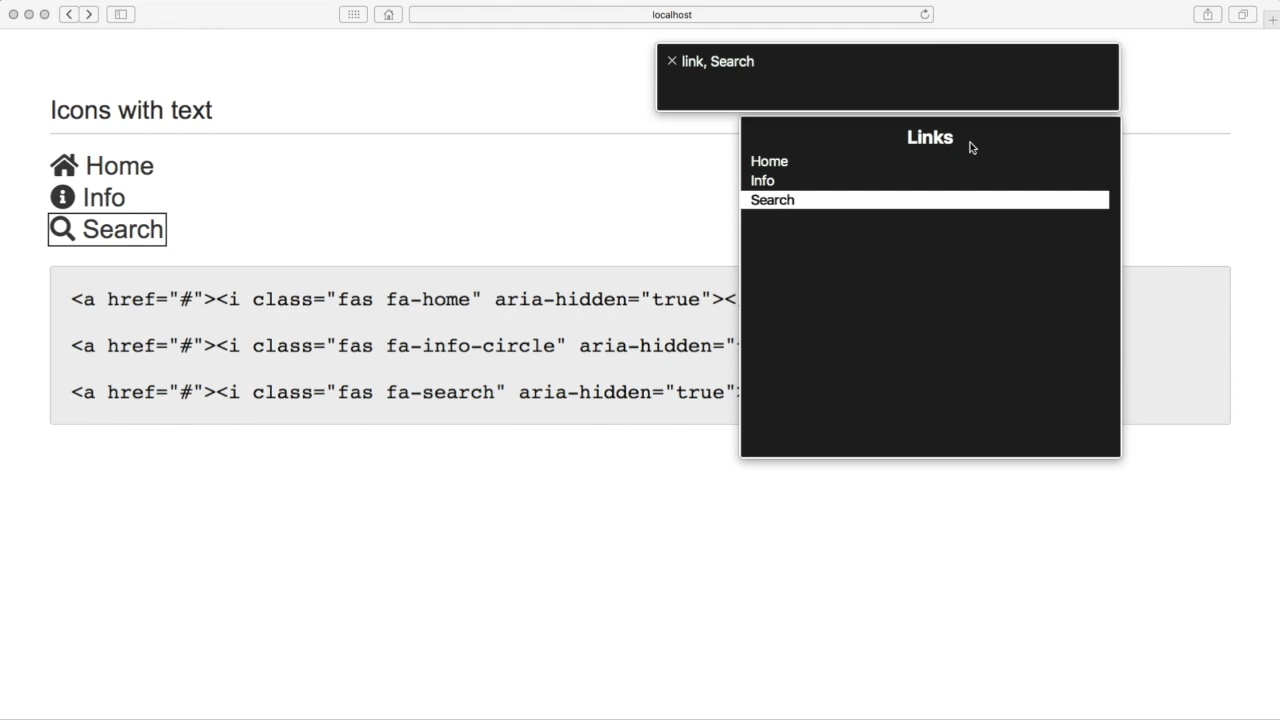 localhost
× link, Search
Icons with text
Links
Home
Info
Search
Home
Info
Search
<a href="#"><i class="fas fa-home" aria-hidden="true"><
<a href="#"><i class="fas fa-info-circle" aria-hidden="
<a href="#"><i class="fas fa-search" aria-hidden="true"